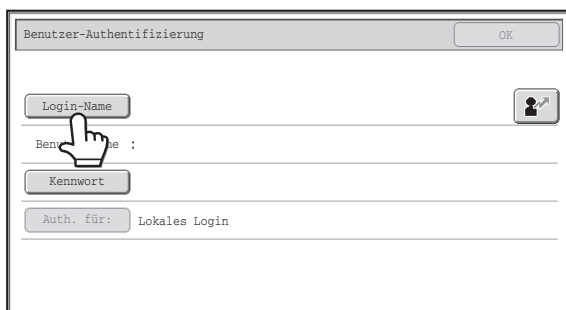 Benutzer-Authentifizierung OK
Login-Name
:
Kennwort
Auth. für: Lokales Login